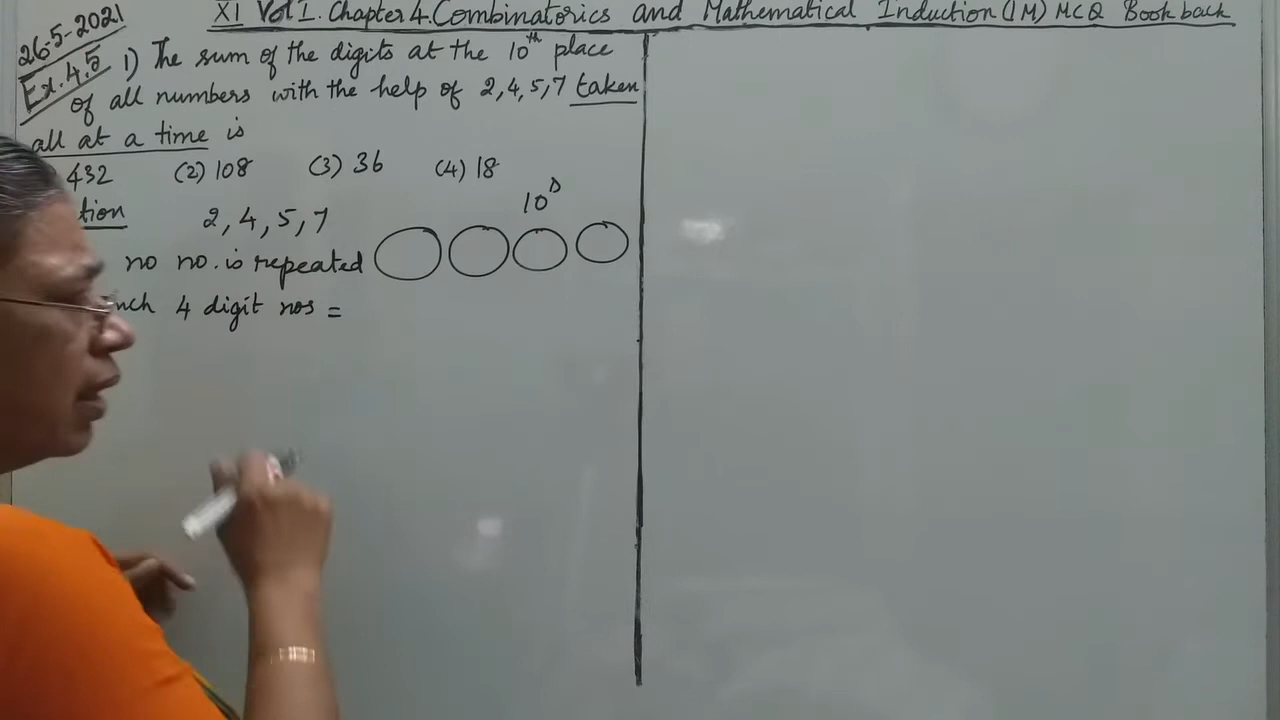 XI Vol I. Chapter 4. Combinatorics and Mathematical Induction (1M) MCQ Book back
26-5-2021
Ex. 4.5
1) The sum of the digits at the 10th place
of all numbers with the help of 2, 4, 5, 7 taken
all at a time is
432 (2) 108 (3) 36 (4) 18
tion 2, 4, 5, 7 10s
no no. is repeated
4 digit nos =